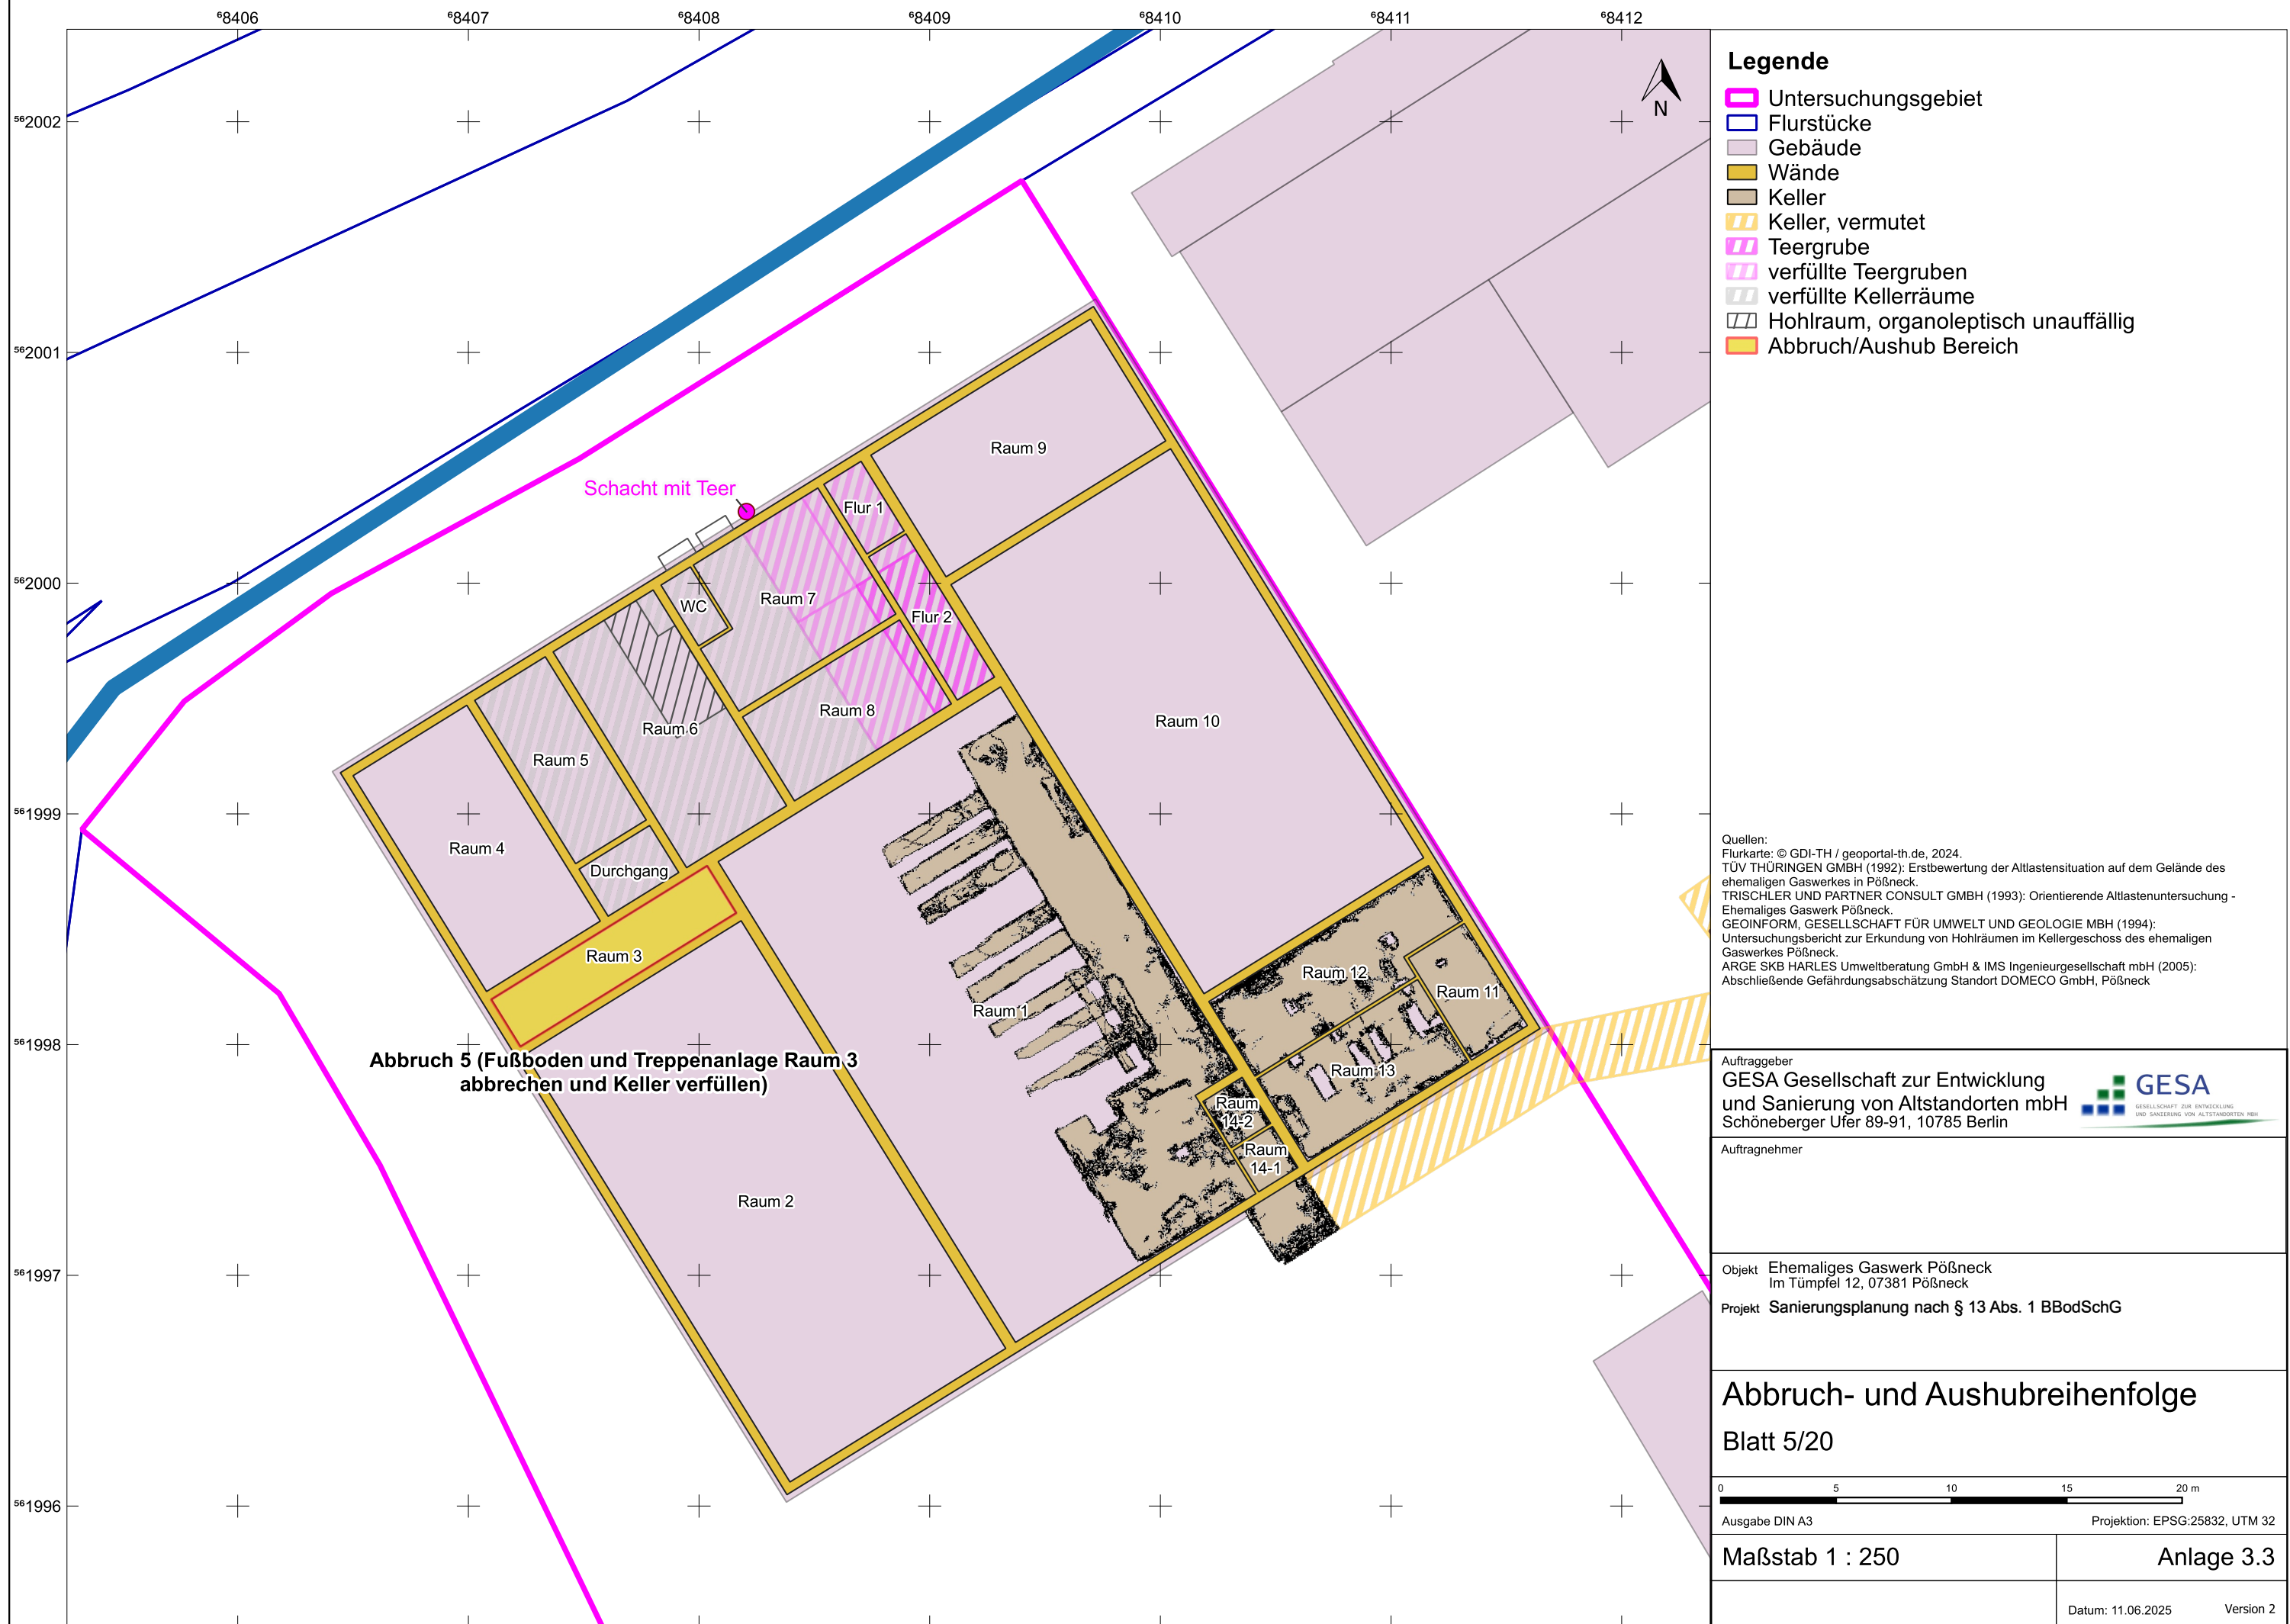 ⁶8406 ⁶8407 ⁶8408 ⁶8409 ⁶8410 ⁶8411 ⁶8412
⁵⁶2002
⁵⁶2001
⁵⁶2000
⁵⁶1999
⁵⁶1998
⁵⁶1997
⁵⁶1996
N
Schacht mit Teer
Raum 9
Flur 1
Raum 7
WC
Flur 2
Raum 8
Raum 10
Raum 6
Raum 5
Raum 4
Durchgang
Raum 3
Raum 12
Raum 11
Raum 1
Abbruch 5 (Fußboden und Treppenanlage Raum 3
abbrechen und Keller verfüllen)
Raum 13
Raum
14-2
Raum
14-1
Raum 2
Legende
Untersuchungsgebiet
Flurstücke
Gebäude
Wände
Keller
Keller, vermutet
Teergrube
verfüllte Teergruben
verfüllte Kellerräume
Hohlraum, organoleptisch unauffällig
Abbruch/Aushub Bereich
Quellen:
Flurkarte: © GDI-TH / geoportal-th.de, 2024.
TÜV THÜRINGEN GMBH (1992): Erstbewertung der Altlastensituation auf dem Gelände des
ehemaligen Gaswerkes in Pößneck.
TRISCHLER UND PARTNER CONSULT GMBH (1993): Orientierende Altlastenuntersuchung -
Ehemaliges Gaswerk Pößneck.
GEOINFORM, GESELLSCHAFT FÜR UMWELT UND GEOLOGIE MBH (1994):
Untersuchungsbericht zur Erkundung von Hohlräumen im Kellergeschoss des ehemaligen
Gaswerkes Pößneck.
ARGE SKB HARLES Umweltberatung GmbH & IMS Ingenieurgesellschaft mbH (2005):
Abschließende Gefährdungsabschätzung Standort DOMECO GmbH, Pößneck
Auftraggeber
GESA Gesellschaft zur Entwicklung
und Sanierung von Altstandorten mbH
Schöneberger Ufer 89-91, 10785 Berlin
GESA
GESELLSCHAFT ZUR ENTWICKLUNG
UND SANIERUNG VON ALTSTANDORTEN MBH
Auftragnehmer
Objekt Ehemaliges Gaswerk Pößneck
Im Tümpfel 12, 07381 Pößneck
Projekt Sanierungsplanung nach § 13 Abs. 1 BBodSchG
Abbruch- und Aushubreihenfolge
Blatt 5/20
0 5 10 15 20 m
Ausgabe DIN A3 Projektion: EPSG:25832, UTM 32
Maßstab 1 : 250 Anlage 3.3
Datum: 11.06.2025 Version 2